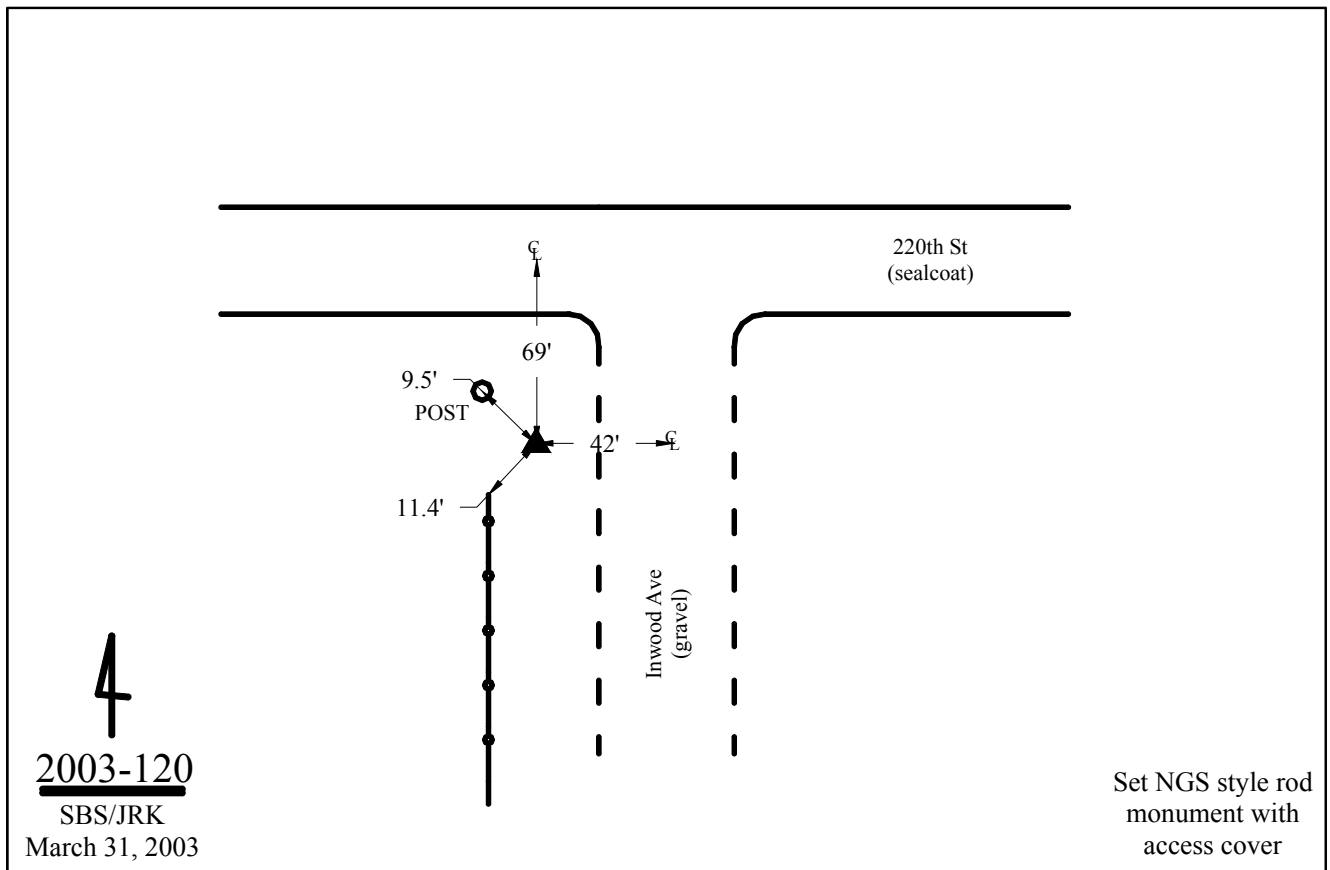 ℄
220th St
(sealcoat)
69'
9.5'
POST
42'
℄
11.4'
Inwood Ave
(gravel)
2003-120
SBS/JRK
March 31, 2003
Set NGS style rod
monument with
access cover